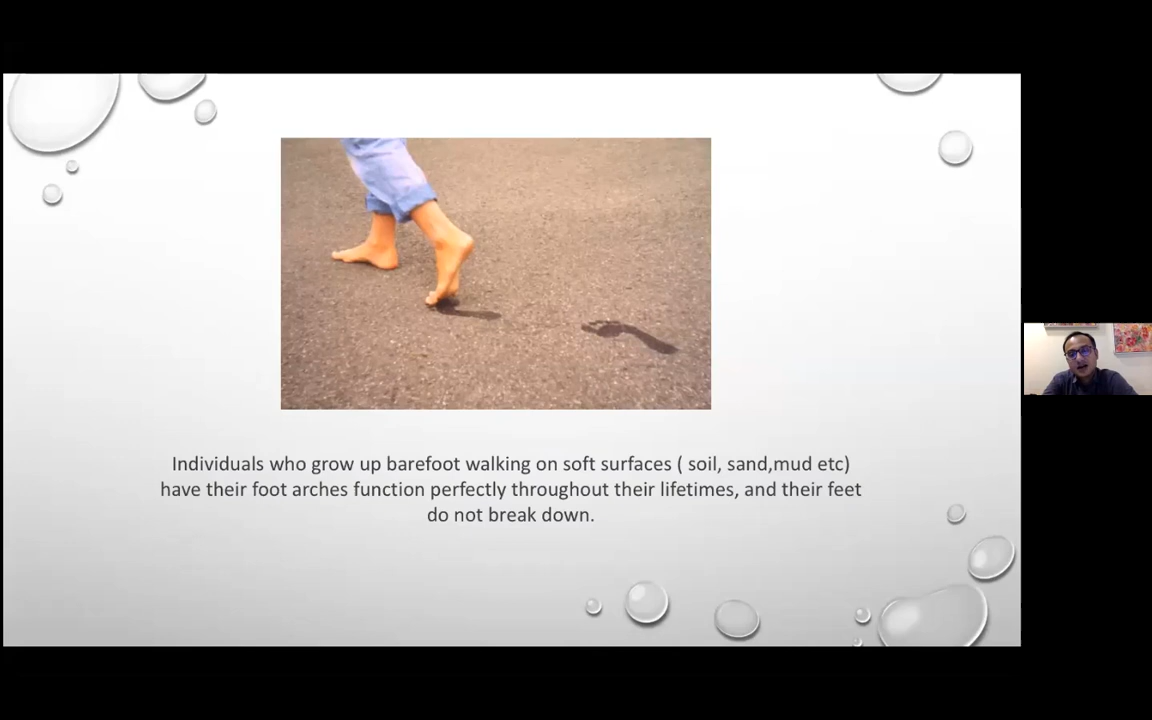 Individuals who grow up barefoot walking on soft surfaces ( soil, sand,mud etc)
have their foot arches function perfectly throughout their lifetimes, and their feet
do not break down.